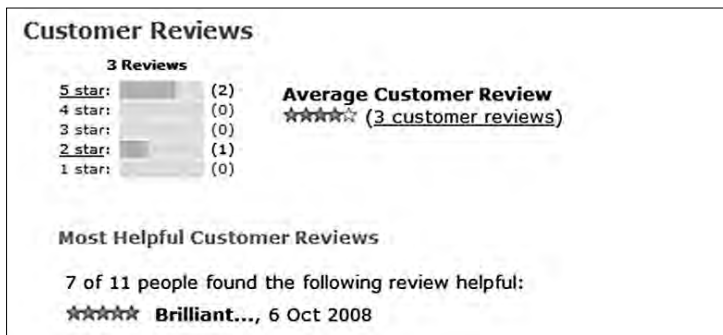 Customer Reviews
3 Reviews
5 star: (2)
4 star: (0)
3 star: (0)
2 star: (1)
1 star: (0)
Average Customer Review
(3 customer reviews)
Most Helpful Customer Reviews
7 of 11 people found the following review helpful:
Brilliant..., 6 Oct 2008